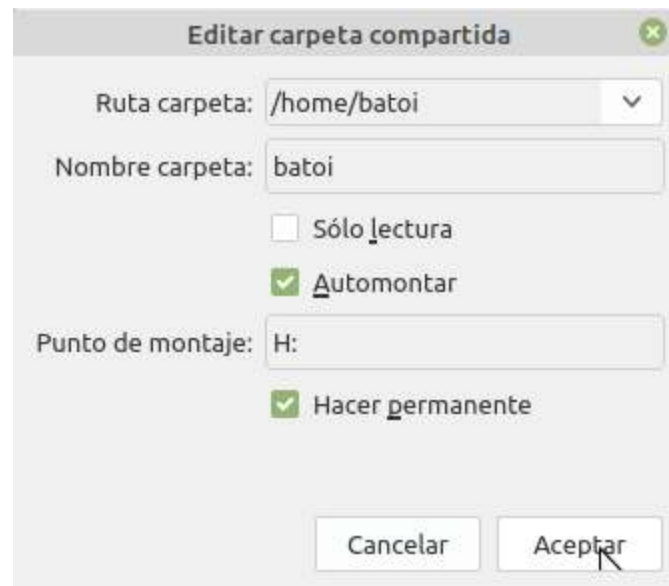 Editar carpeta compartida
Ruta carpeta: /home/batoi
Nombre carpeta: batoi
Sólo lectura
Automontar
Punto de montaje: H:
Hacer permanente
Cancelar Aceptar